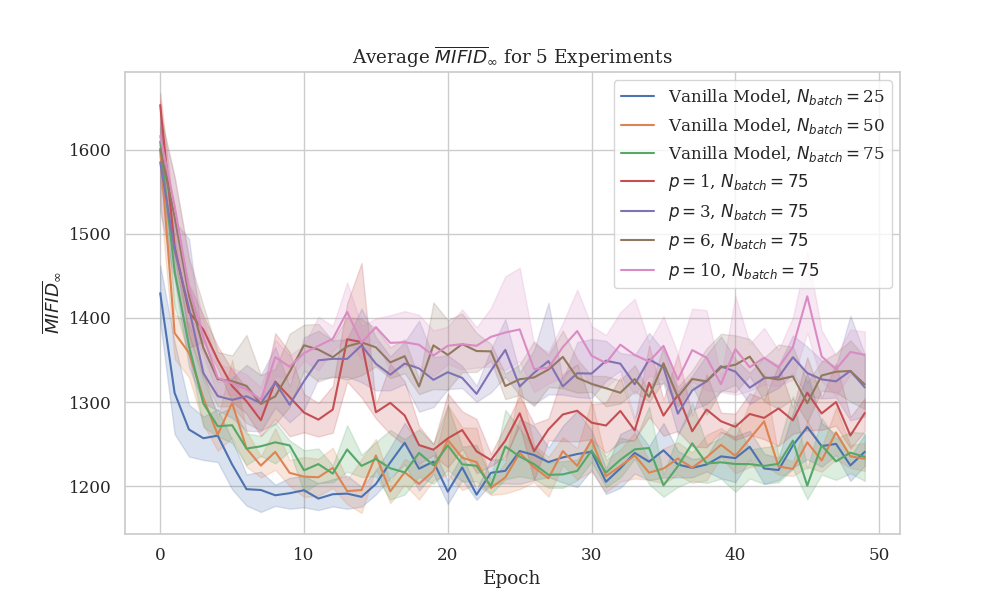 Average $\overline{MIFID}_\infty$ for 5 Experiments
Vanilla Model, $N_{batch} = 25$
Vanilla Model, $N_{batch} = 50$
Vanilla Model, $N_{batch} = 75$
$p = 1$, $N_{batch} = 75$
$p = 3$, $N_{batch} = 75$
$p = 6$, $N_{batch} = 75$
$p = 10$, $N_{batch} = 75$
$\overline{MIFID}_\infty$
1600
1500
1400
1300
1200
0 10 20 30 40 50
Epoch